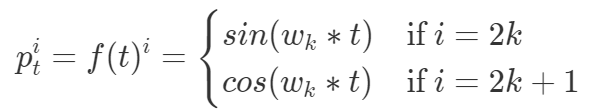 p_t^i = f(t)^i = { sin(w_k * t) if i = 2k
cos(w_k * t) if i = 2k + 1